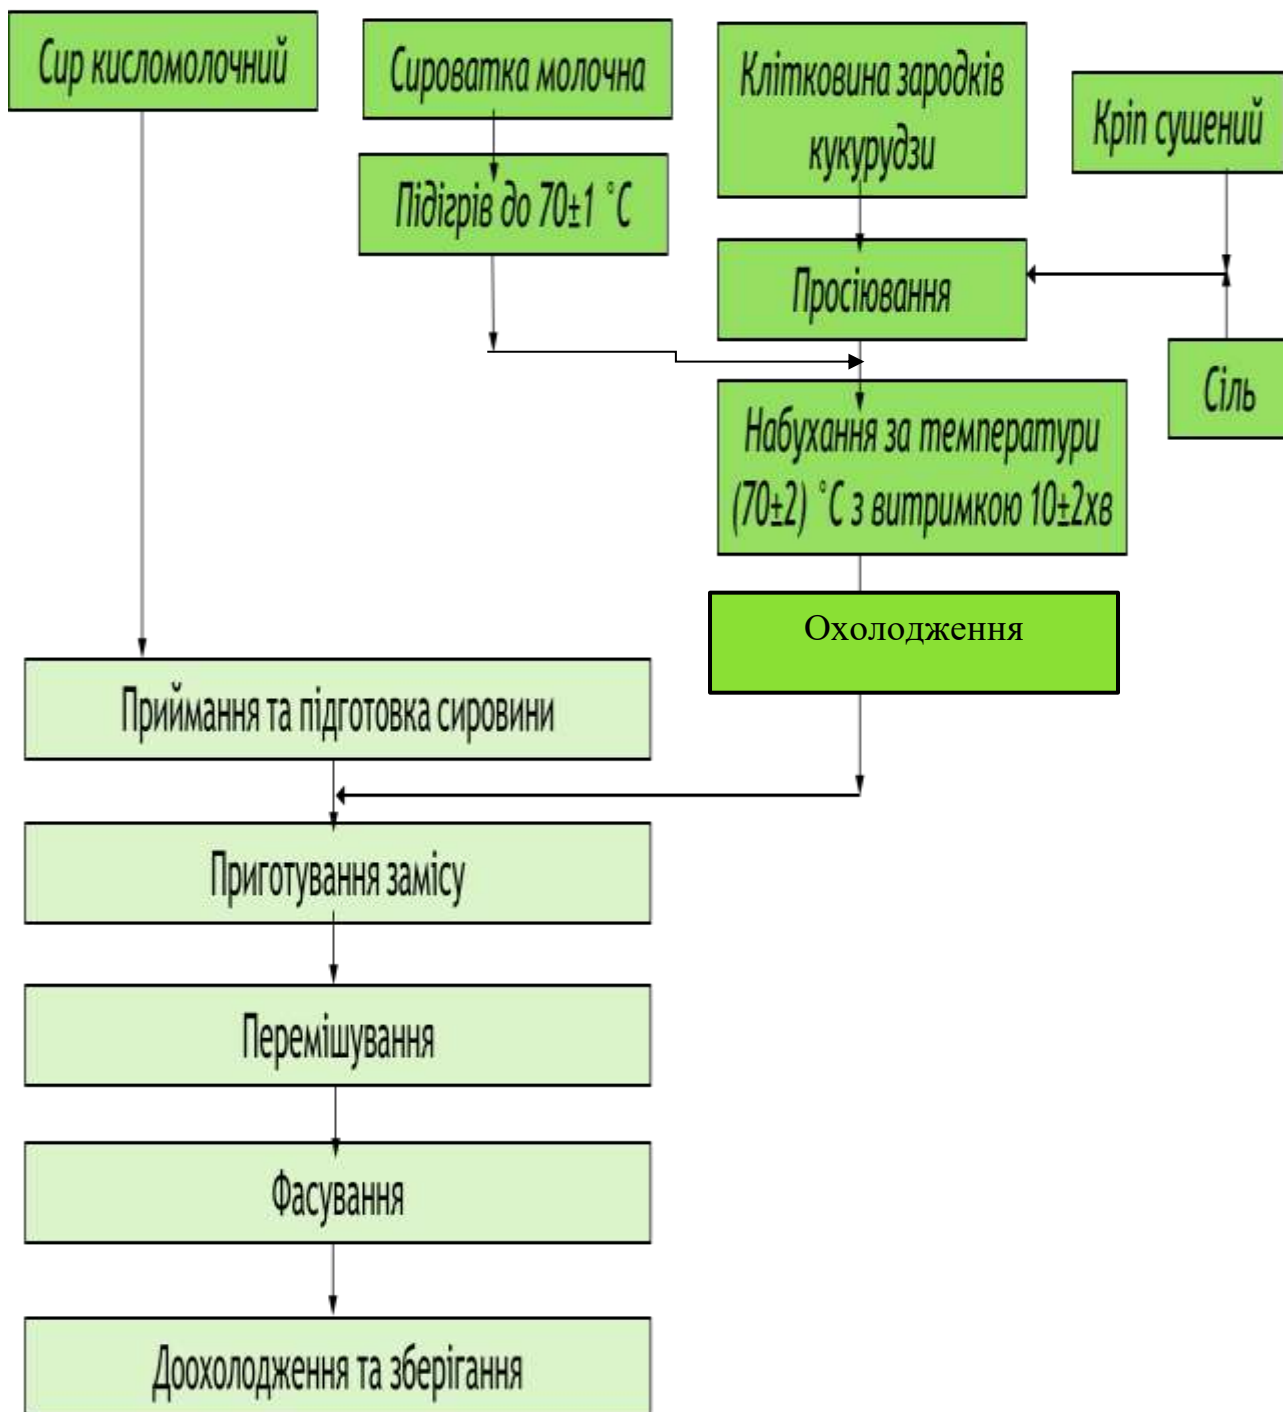 Сир кисломолочний
Сироватка молочна
Клітковина зародків
кукурудзи
Кріп сушений
Підігрів до 70±1 °С
Просіювання
Сіль
Набухання за температури
(70±2) °С з витримкою 10±2хв
Охолодження
Приймання та підготовка сировини
Приготування замісу
Перемішування
Фасування
Доохолодження та зберігання